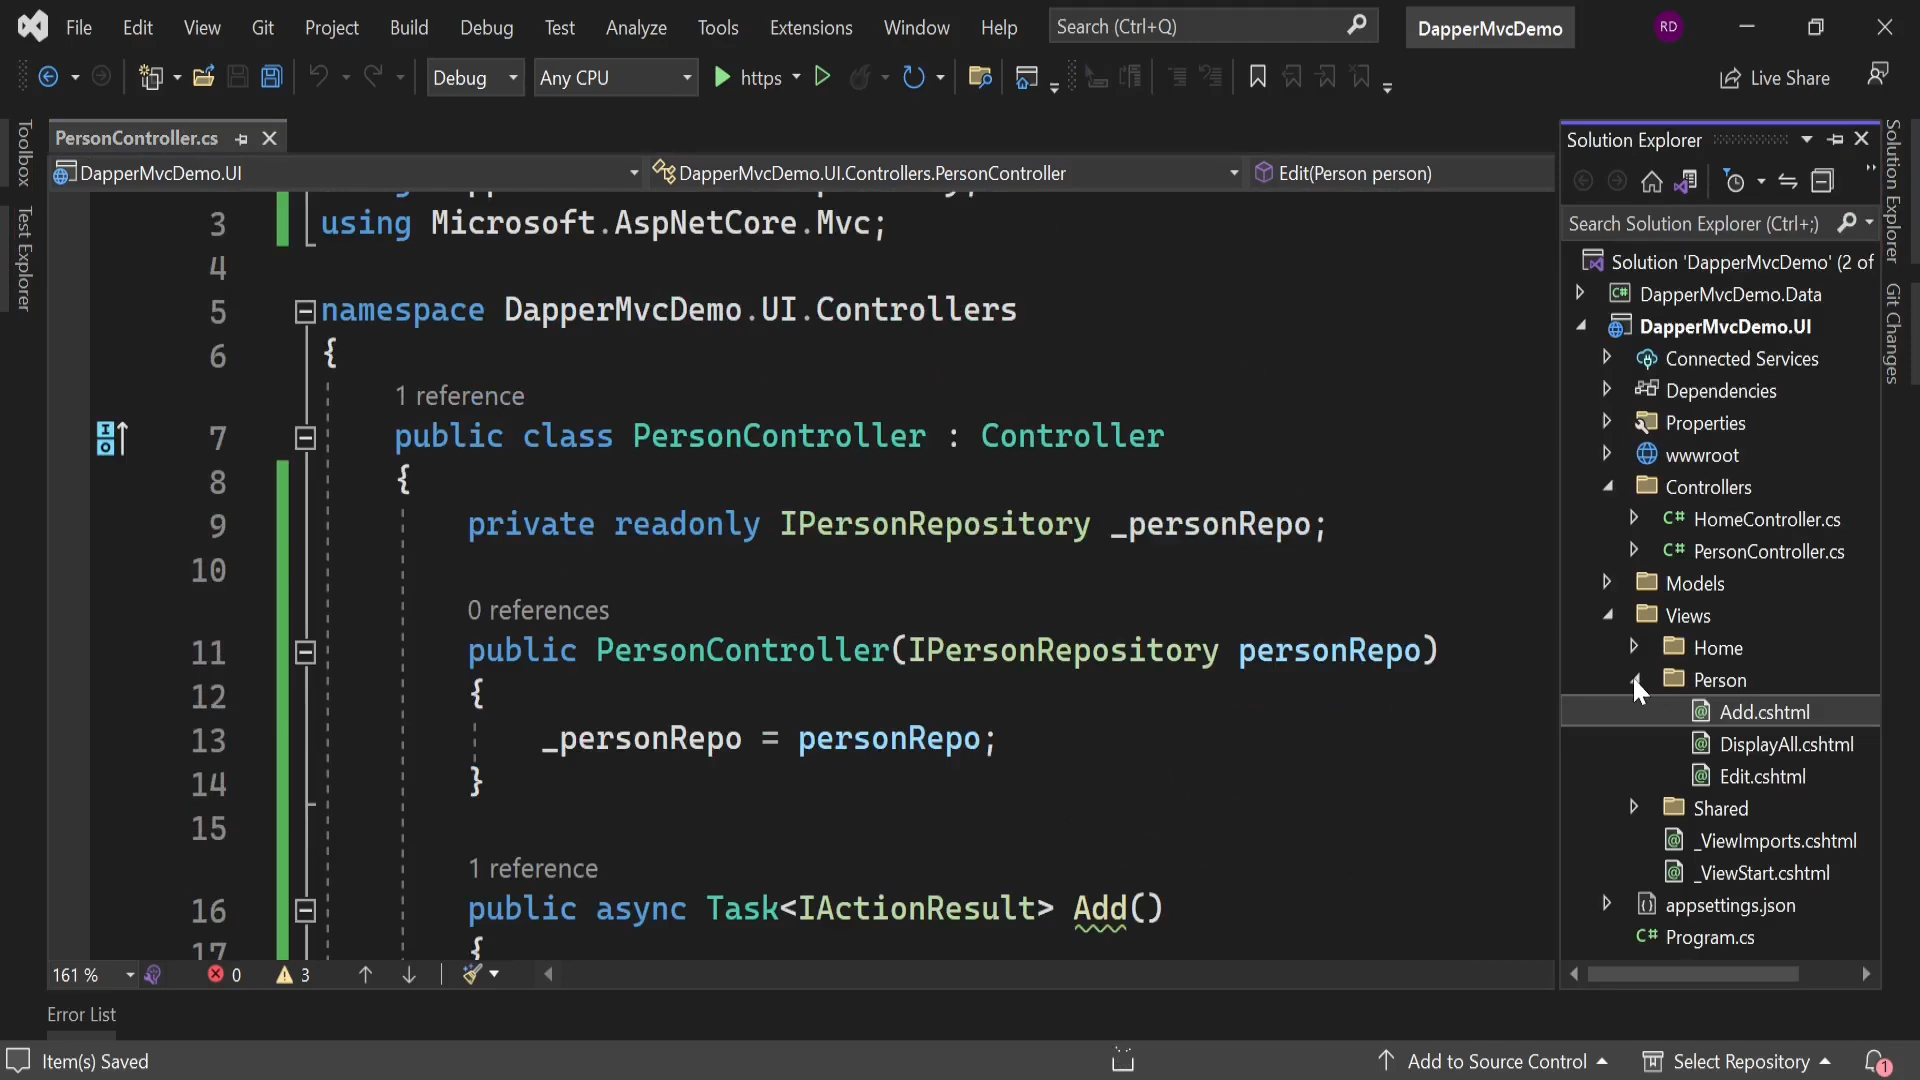 File Edit View Git Project Build Debug Test Analyze Tools Extensions Window Help Search (Ctrl+Q) DapperMvcDemo RD
Debug Any CPU https Live Share
PersonController.cs
DapperMvcDemo.UI DapperMvcDemo.UI.Controllers.PersonController Edit(Person person)
Toolbox
Test Explorer
3 using Microsoft.AspNetCore.Mvc;
4
5 namespace DapperMvcDemo.UI.Controllers
6 {
1 reference
7 public class PersonController : Controller
8 {
9 private readonly IPersonRepository _personRepo;
10
0 references
11 public PersonController(IPersonRepository personRepo)
12 {
13 _personRepo = personRepo;
14 }
15
1 reference
16 public async Task<IActionResult> Add()
17 {
161 % 0 3
Solution Explorer
Search Solution Explorer (Ctrl+;)
Solution 'DapperMvcDemo' (2 of
DapperMvcDemo.Data
DapperMvcDemo.UI
Connected Services
Dependencies
Properties
wwwroot
Controllers
C# HomeController.cs
C# PersonController.cs
Models
Views
Home
Person
Add.cshtml
DisplayAll.cshtml
Edit.cshtml
Shared
_ViewImports.cshtml
_ViewStart.cshtml
appsettings.json
C# Program.cs
Solution Explorer
Git Changes
Error List
Item(s) Saved Add to Source Control Select Repository 1